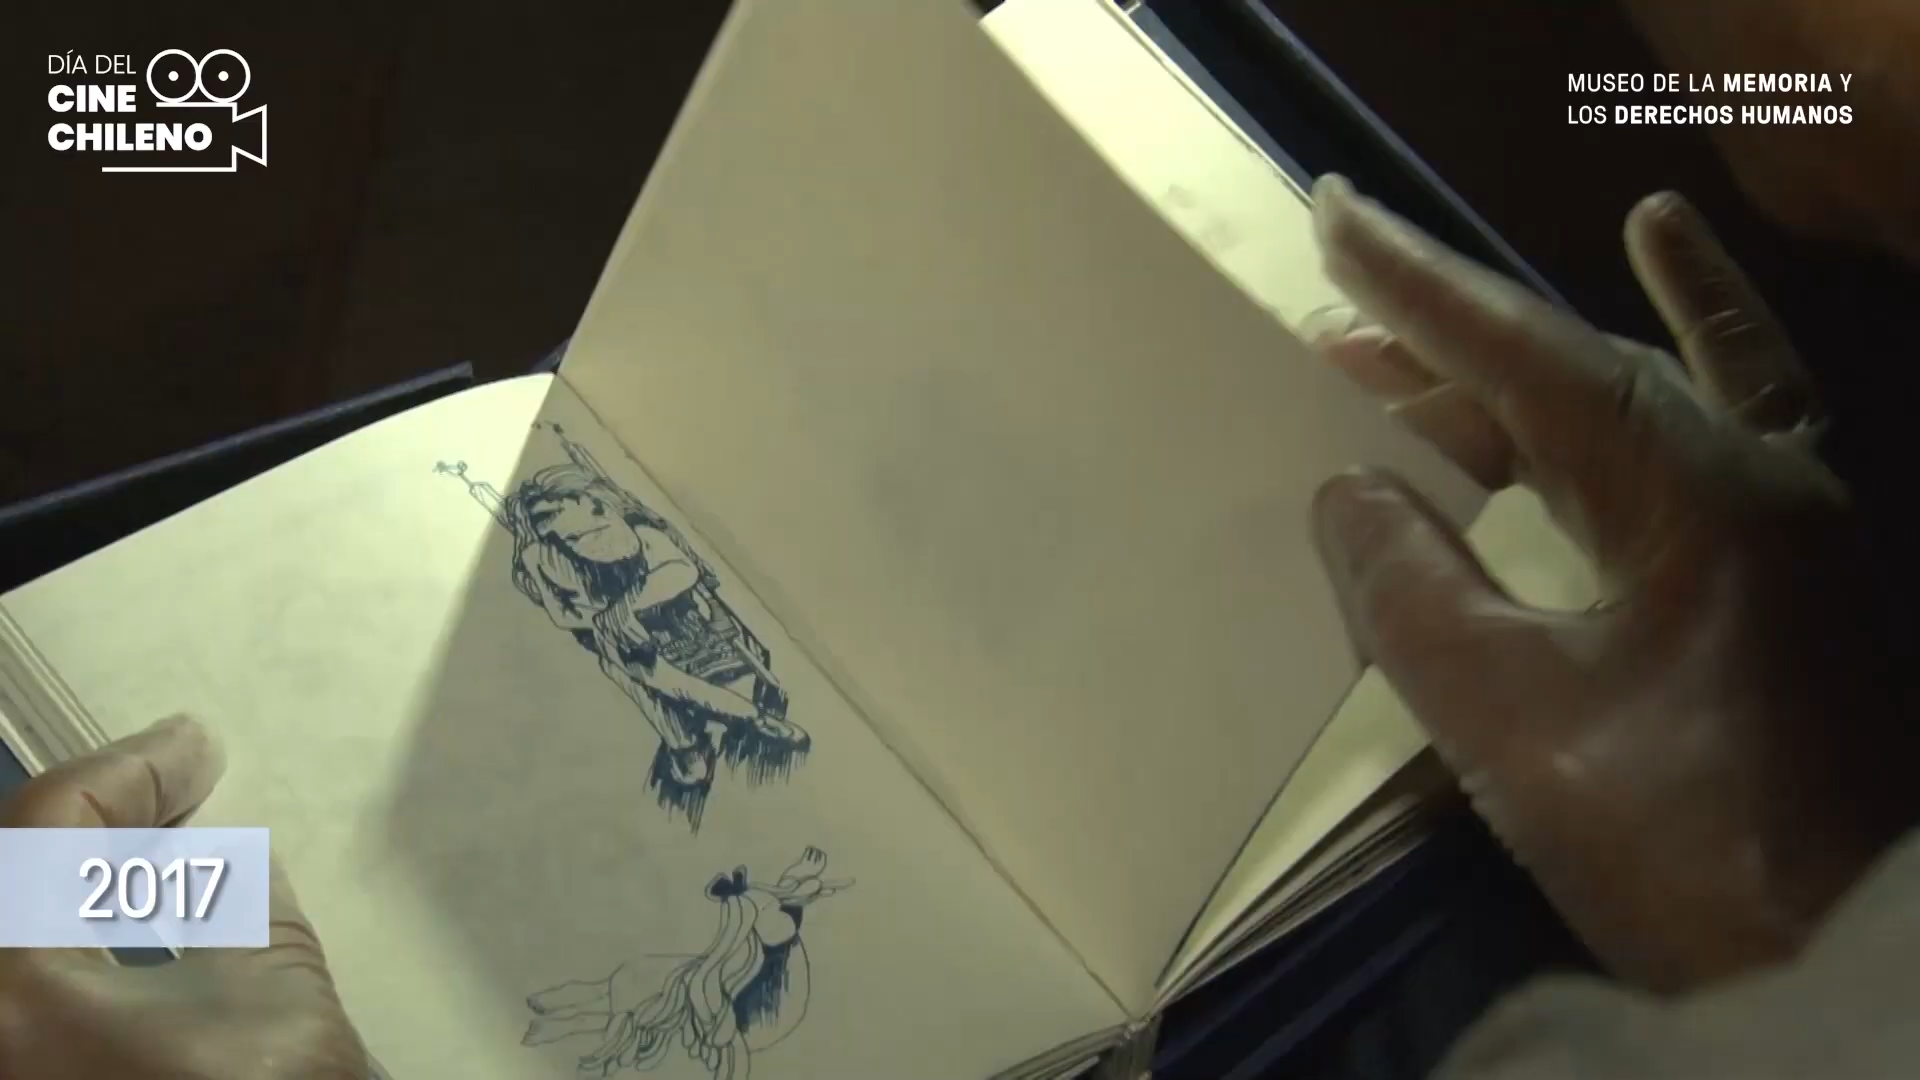 DÍA DEL
CINE
CHILENO
MUSEO DE LA MEMORIA Y
LOS DERECHOS HUMANOS
2017